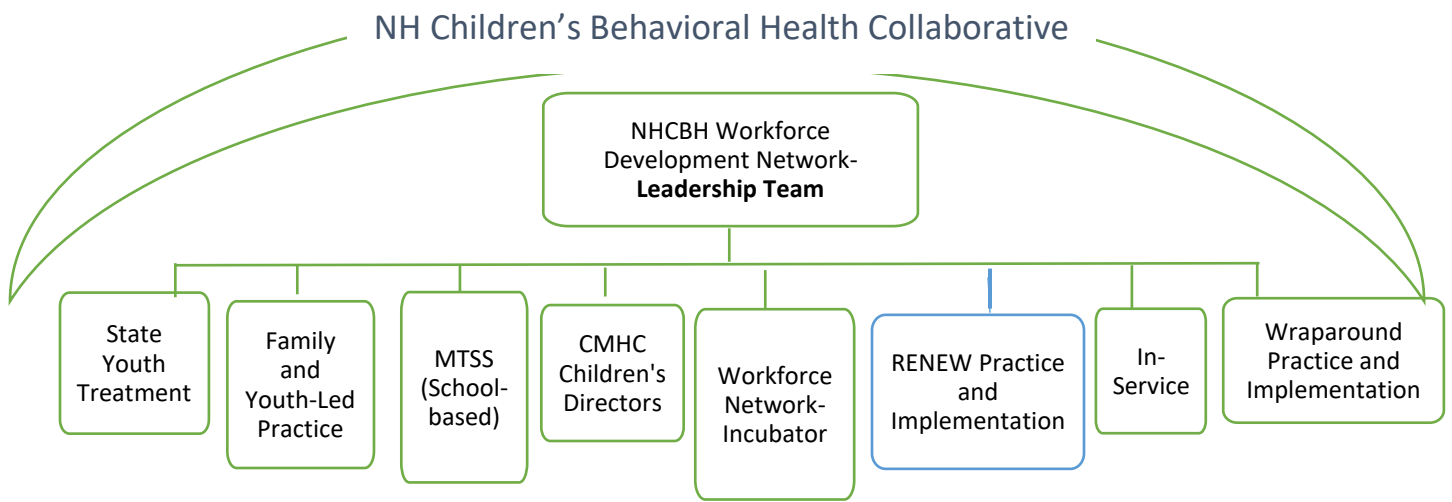 NH Children’s Behavioral Health Collaborative
NHCBH Workforce
Development Network-
Leadership Team
State
Youth
Treatment
Family
and
Youth-Led
Practice
MTSS
(School-
based)
CMHC
Children's
Directors
Workforce
Network-
Incubator
RENEW Practice
and
Implementation
In-
Service
Wraparound
Practice and
Implementation